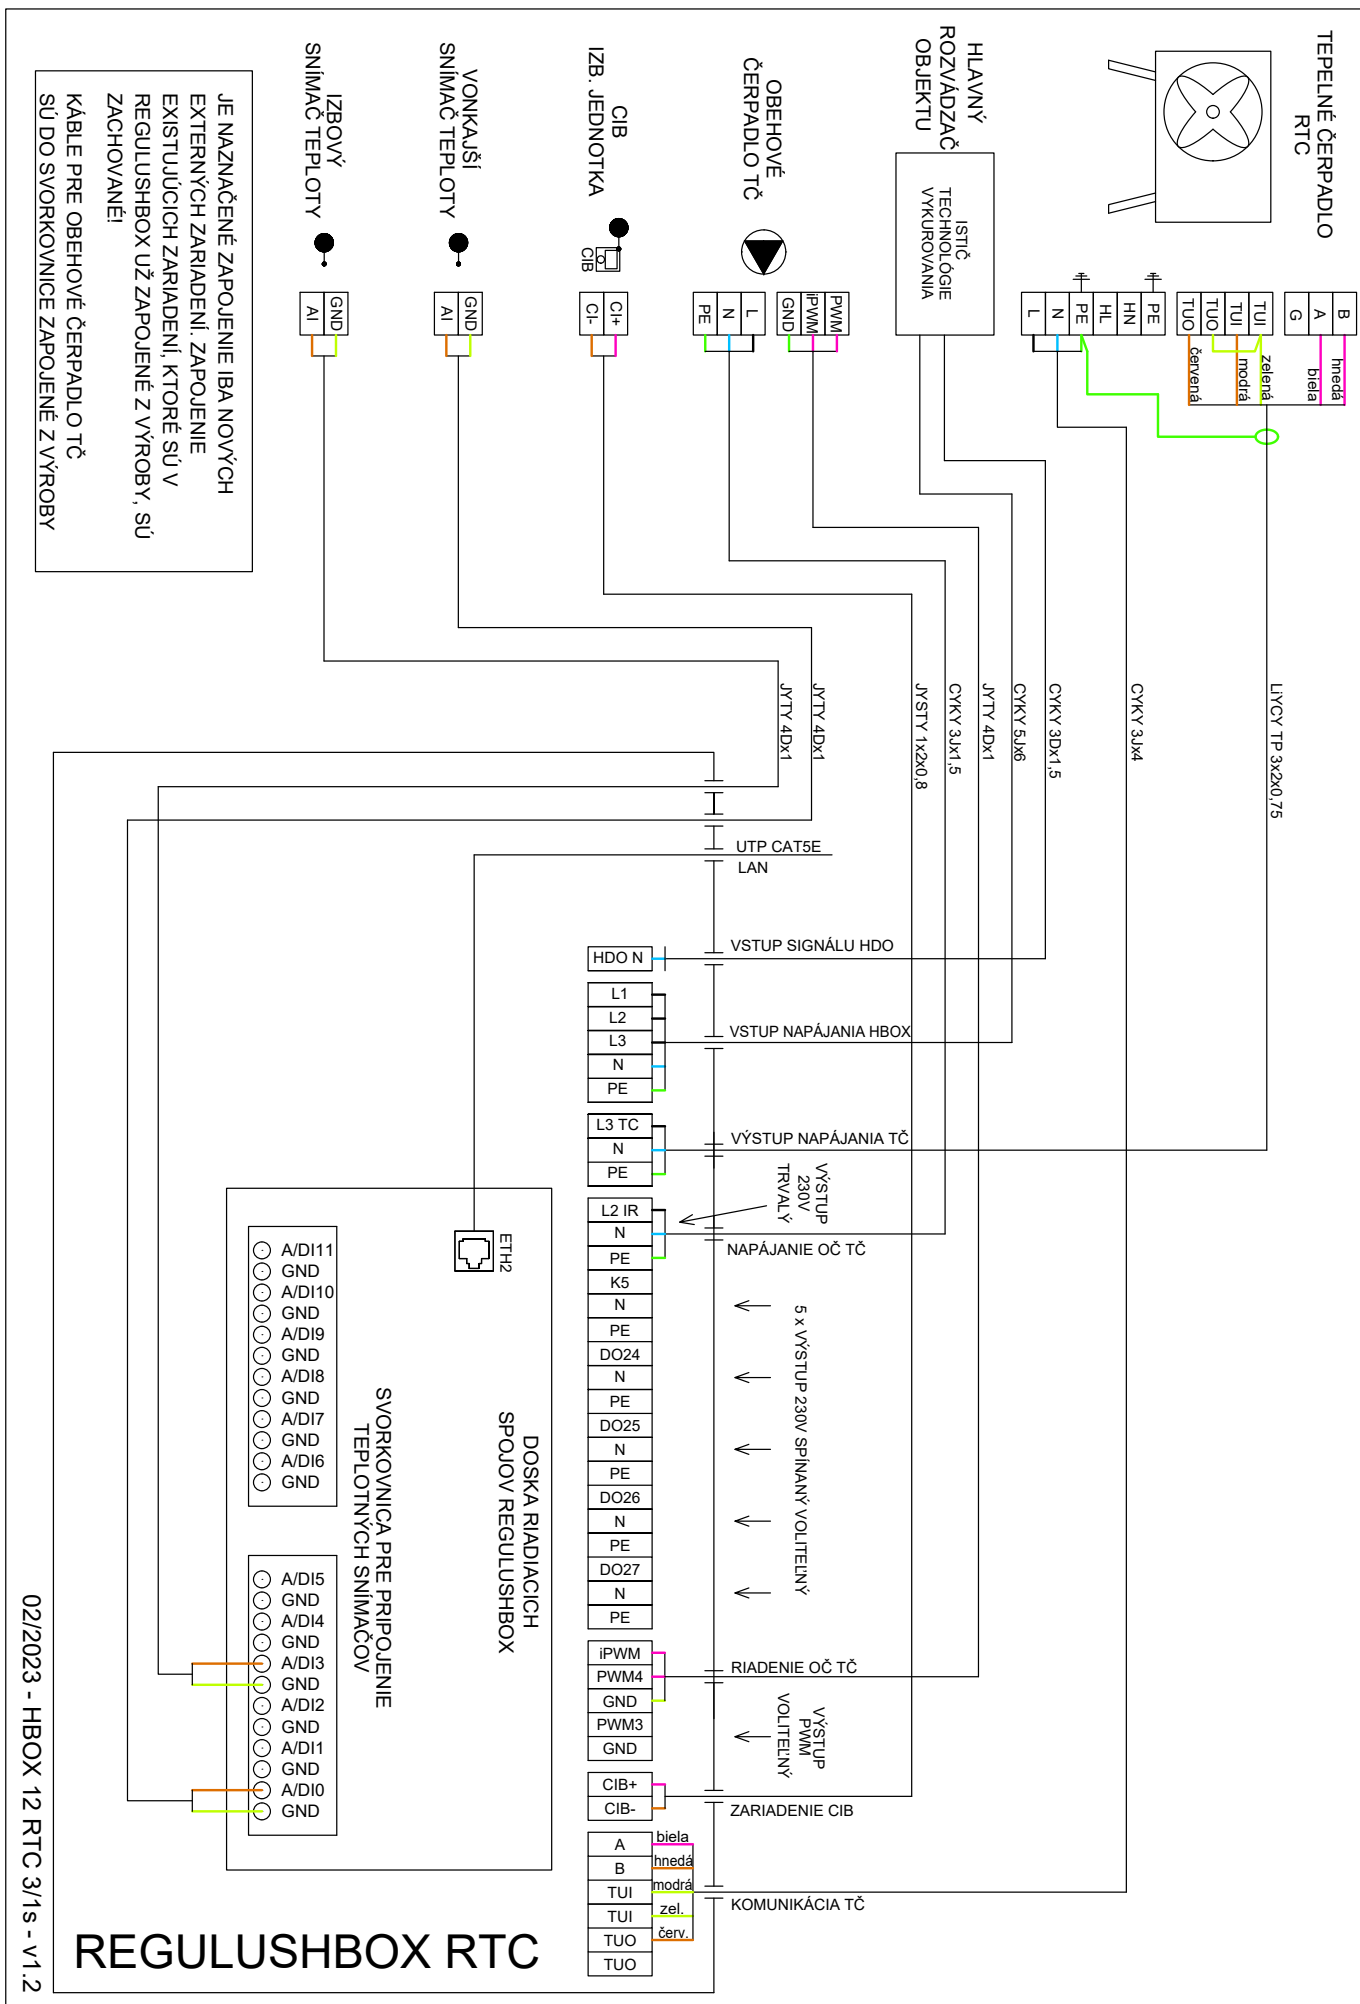 TEPELNÉ ČERPADLO
RTC
B
A
G
TUI
TUI
TUO
TUO
hnedá
biela
zelená
modrá
červená
PE
HN
HL
PE
N
L
HLAVNÝ
ROZVÁDZAČ
OBJEKTU
ISTIČ
TECHNOLÓGIE
VYKUROVANIA
OBEHOVÉ
ČERPADLO TČ
PWM
iPWM
GND
L
N
PE
CIB
IZB. JEDNOTKA
CIB
CI+
CI-
VONKAJŠÍ
SNÍMAČ TEPLOTY
GND
AI
IZBOVÝ
SNÍMAČ TEPLOTY
GND
AI
JE NAZNAČENÉ ZAPOJENIE IBA NOVÝCH
EXTERNÝCH ZARIADENÍ. ZAPOJENIE
EXISTUJÚCICH ZARIADENÍ, KTORÉ SÚ V
REGULUSHBOX UŽ ZAPOJENÉ Z VÝROBY, SÚ
ZACHOVANÉ!
KÁBLE PRE OBEHOVÉ ČERPADLO TČ
SÚ DO SVORKOVNICE ZAPOJENÉ Z VÝROBY
LiYCY TP 3x2x0,75
CYKY 3Jx4
CYKY 3Dx1,5
CYKY 5Jx6
JYTY 4Dx1
CYKY 3Jx1,5
JYSTY 1x2x0,8
JYTY 4Dx1
JYTY 4Dx1
UTP CAT5E
LAN
HDO N
VSTUP SIGNÁLU HDO
L1
L2
L3
N
PE
VSTUP NAPÁJANIA HBOX
L3 TC
N
PE
VÝSTUP NAPÁJANIA TČ
VÝSTUP
230V
TRVALÝ
L2 IR
N
PE
NAPÁJANIE OČ TČ
K5
N
PE
DO24
N
PE
DO25
N
PE
DO26
N
PE
DO27
N
PE
5 x VÝSTUP 230V SPÍNANÝ VOLITEĽNÝ
iPWM
PWM4
GND
PWM3
GND
RIADENIE OČ TČ
VÝSTUP
PWM
VOLITEĽNÝ
CIB+
CIB-
ZARIADENIE CIB
A
B
TUI
TUI
TUO
TUO
biela
hnedá
modrá
zel.
červ.
KOMUNIKÁCIA TČ
ETH2
DOSKA RIADIACICH
SPOJOV REGULUSHBOX
SVORKOVNICA PRE PRIPOJENIE
TEPLOTNÝCH SNÍMAČOV
A/DI11
GND
A/DI10
GND
A/DI9
GND
A/DI8
GND
A/DI7
GND
A/DI6
GND
A/DI5
GND
A/DI4
GND
A/DI3
GND
A/DI2
GND
A/DI1
GND
A/DI0
GND
REGULUSHBOX RTC
02/2023 - HBOX 12 RTC 3/1s - v1.2